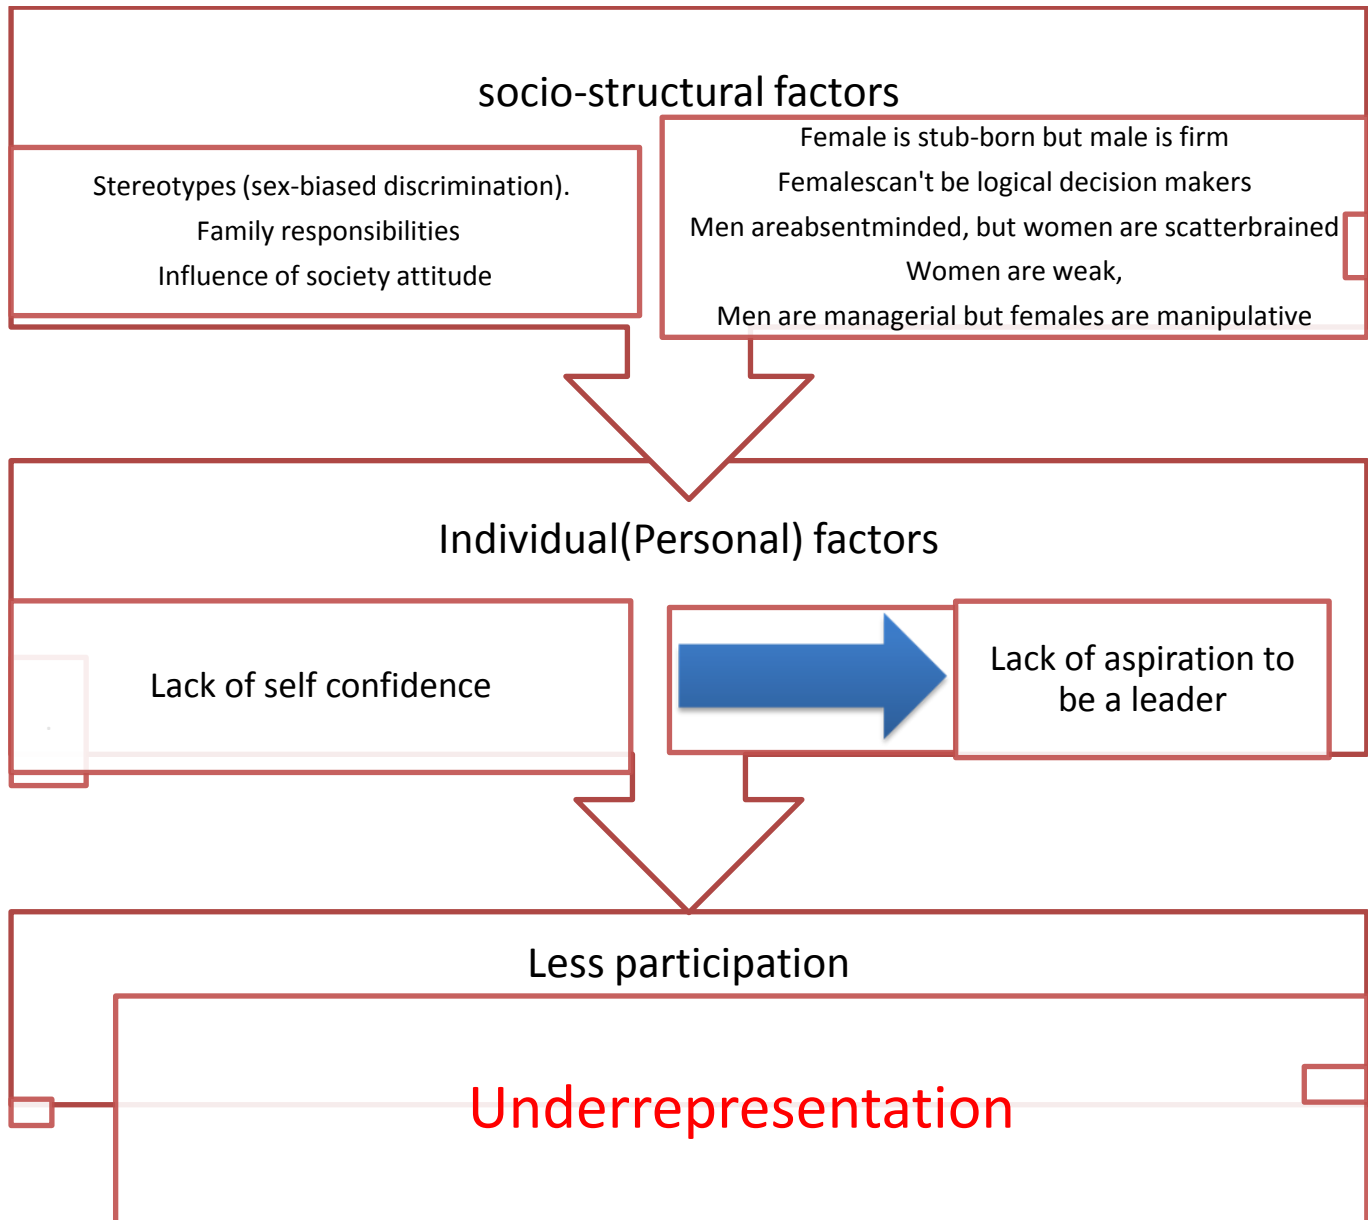 socio-structural factors
Stereotypes (sex-biased discrimination).
Family responsibilities
Influence of society attitude
Female is stub-born but male is firm
Femalescan't be logical decision makers
Men areabsentminded, but women are scatterbrained
Women are weak,
Men are managerial but females are manipulative
Individual(Personal) factors
Lack of self confidence
Lack of aspiration to
be a leader
.
Less participation
Underrepresentation